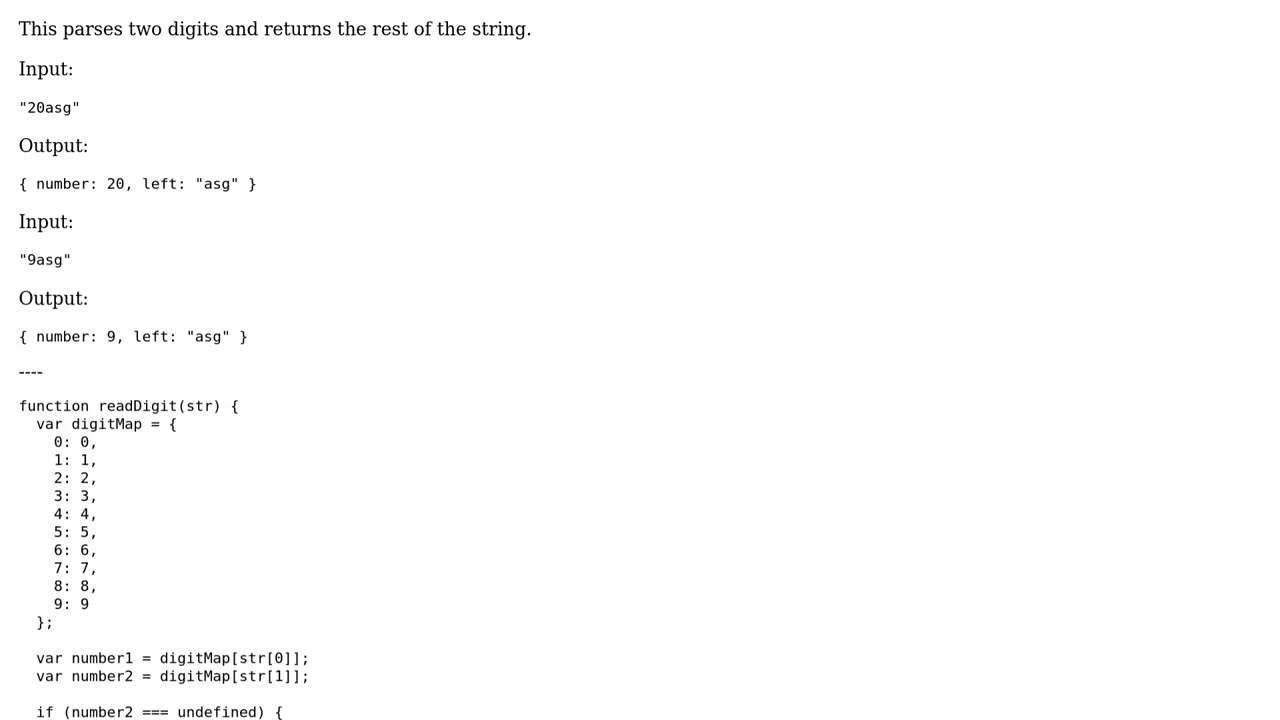 This parses two digits and returns the rest of the string.
Input:
"20asg"
Output:
{ number: 20, left: "asg" }
Input:
"9asg"
Output:
{ number: 9, left: "asg" }
----
function readDigit(str) {
  var digitMap = {
    0: 0,
    1: 1,
    2: 2,
    3: 3,
    4: 4,
    5: 5,
    6: 6,
    7: 7,
    8: 8,
    9: 9
  };

  var number1 = digitMap[str[0]];
  var number2 = digitMap[str[1]];

  if (number2 === undefined) {